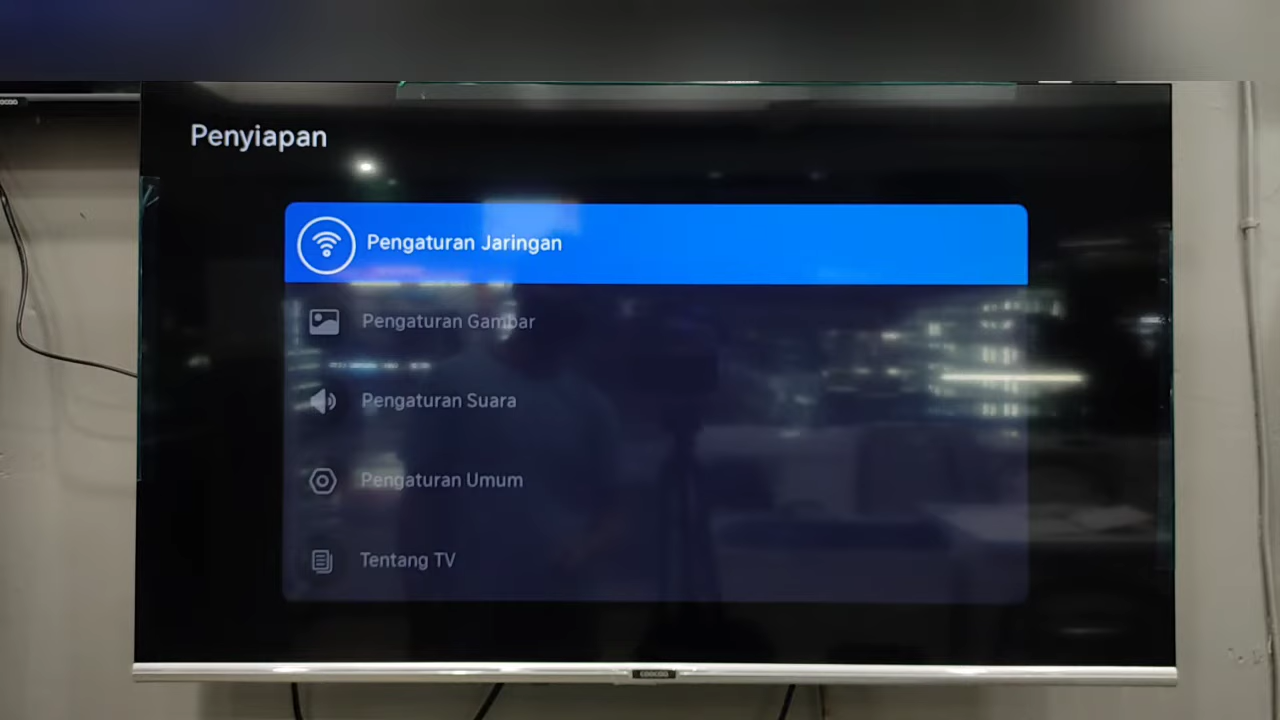 Penyiapan
Pengaturan Jaringan
Pengaturan Gambar
Pengaturan Suara
Pengaturan Umum
Tentang TV